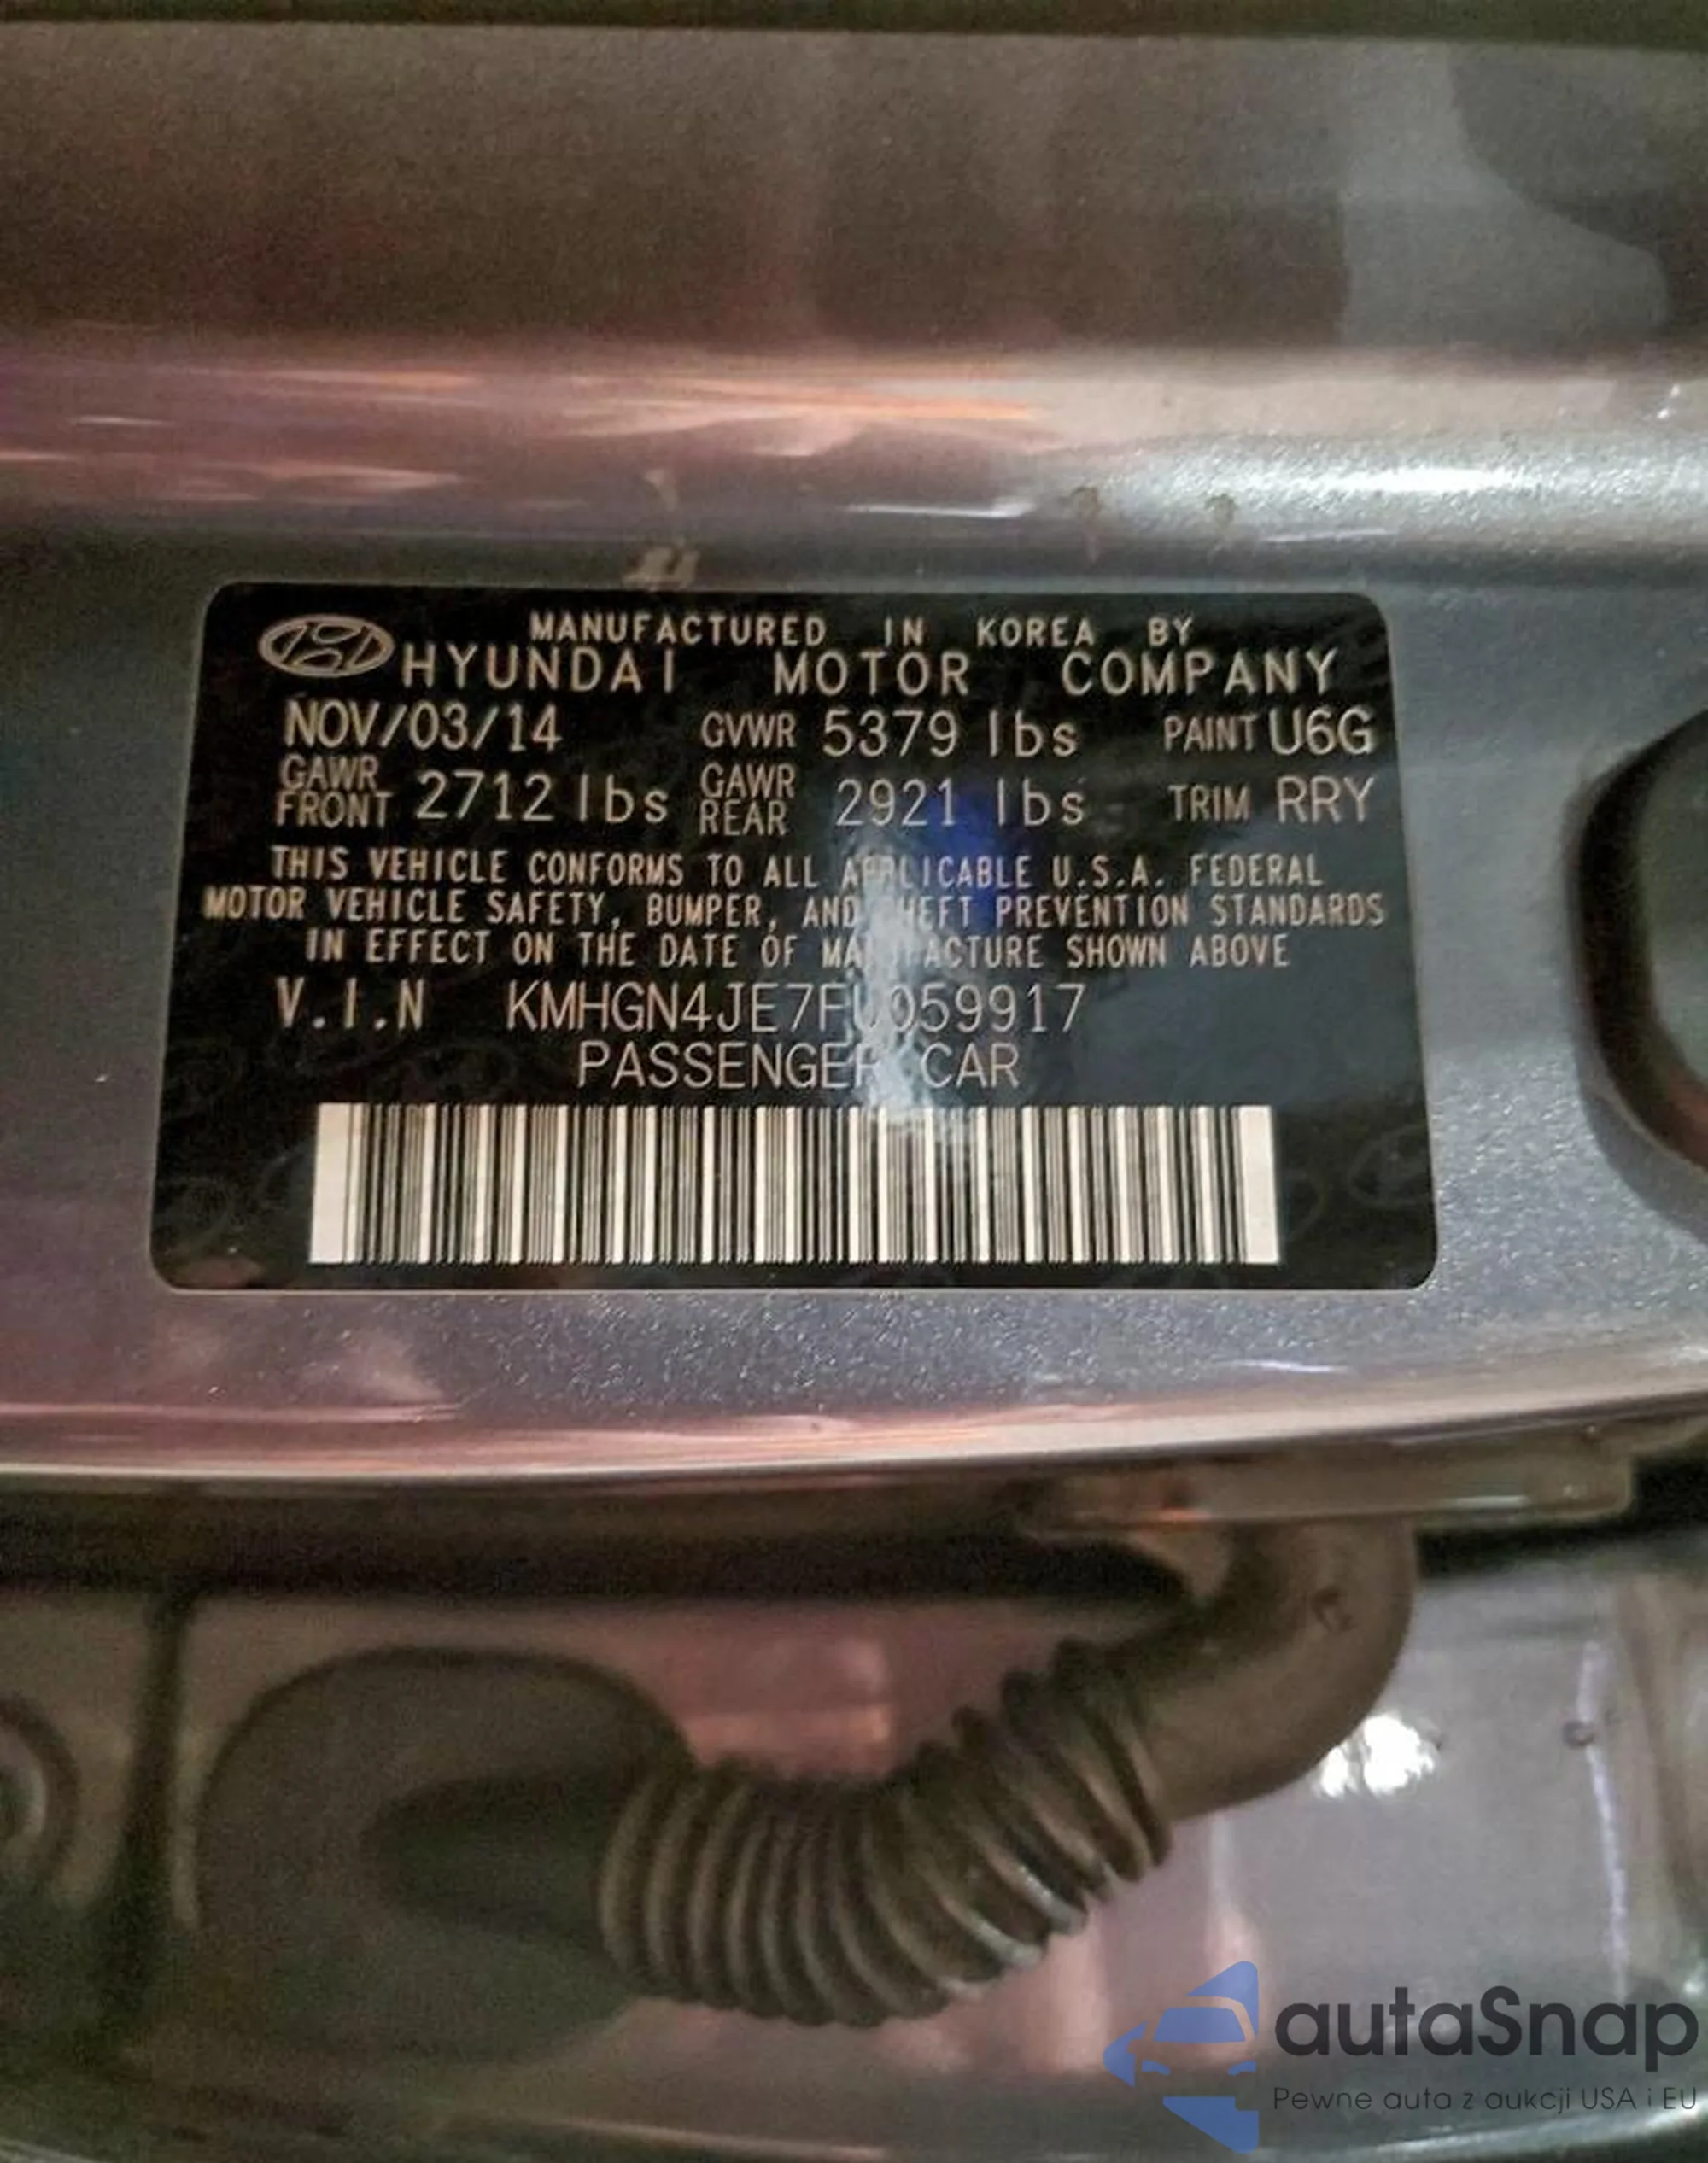 MANUFACTURED IN KOREA BY
HYUNDAI MOTOR COMPANY
NOV/03/14 GVWR 5379 lbs PAINT U6G
GAWR FRONT 2712 lbs GAWR REAR 2921 lbs TRIM RRY
THIS VEHICLE CONFORMS TO ALL APPLICABLE U.S.A. FEDERAL
MOTOR VEHICLE SAFETY, BUMPER, AND THEFT PREVENTION STANDARDS
IN EFFECT ON THE DATE OF MANUFACTURE SHOWN ABOVE
V.I.N KMHGN4JE7FU059917
PASSENGER CAR
autaSnap
Pewne auta z aukcji USA i EU